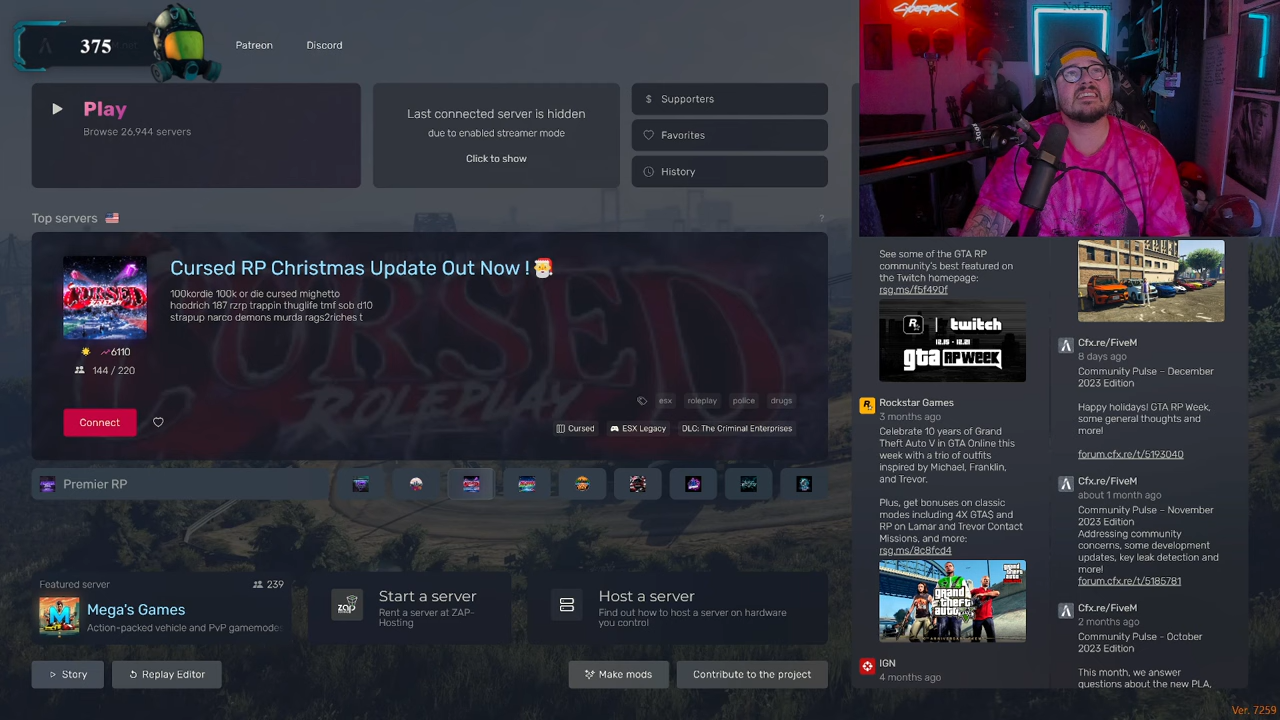 375
Patreon
Discord
Play
Browse 26,944 servers
Last connected server is hidden
due to enabled streamer mode
Click to show
$ Supporters
Favorites
History
Top servers
?
Cursed RP Christmas Update Out Now ! 🎅
100kordie 100k or die cursed mighetto
hoodrich 187 rzrp trappin thuglife tmf sob d10
strapup narco demons murda rags2riches t
6110
144 / 220
Connect
esx
roleplay
police
drugs
Cursed
ESX Legacy
DLC: The Criminal Enterprises
Premier RP
Featured server
239
Mega's Games
Action-packed vehicle and PvP gamemode
Start a server
Rent a server at ZAP-
Hosting
ZAP
Host a server
Find out how to host a server on hardware
you control
Story
Replay Editor
Make mods
Contribute to the project
Not Found
See some of the GTA RP
community's best featured on
the Twitch homepage:
rsg.ms/f5f490f
R | twitch
12.15 - 12.21
gta RP WEEK
Rockstar Games
3 months ago
Celebrate 10 years of Grand
Theft Auto V in GTA Online this
week with a trio of outfits
inspired by Michael, Franklin,
and Trevor.
Plus, get bonuses on classic
modes including 4X GTA$ and
RP on Lamar and Trevor Contact
Missions, and more:
rsg.ms/8c8fcd4
grand
theft
auto
IGN
4 months ago
Cfx.re/FiveM
8 days ago
Community Pulse – December
2023 Edition
Happy holidays! GTA RP Week,
some general thoughts and
more!
forum.cfx.re/t/5193040
Cfx.re/FiveM
about 1 month ago
Community Pulse – November
2023 Edition
Addressing community
concerns, some development
updates, key leak detection and
more!
forum.cfx.re/t/5185781
Cfx.re/FiveM
2 months ago
Community Pulse – October
2023 Edition
This month, we answer
questions about the new PLA,
Ver. 7259